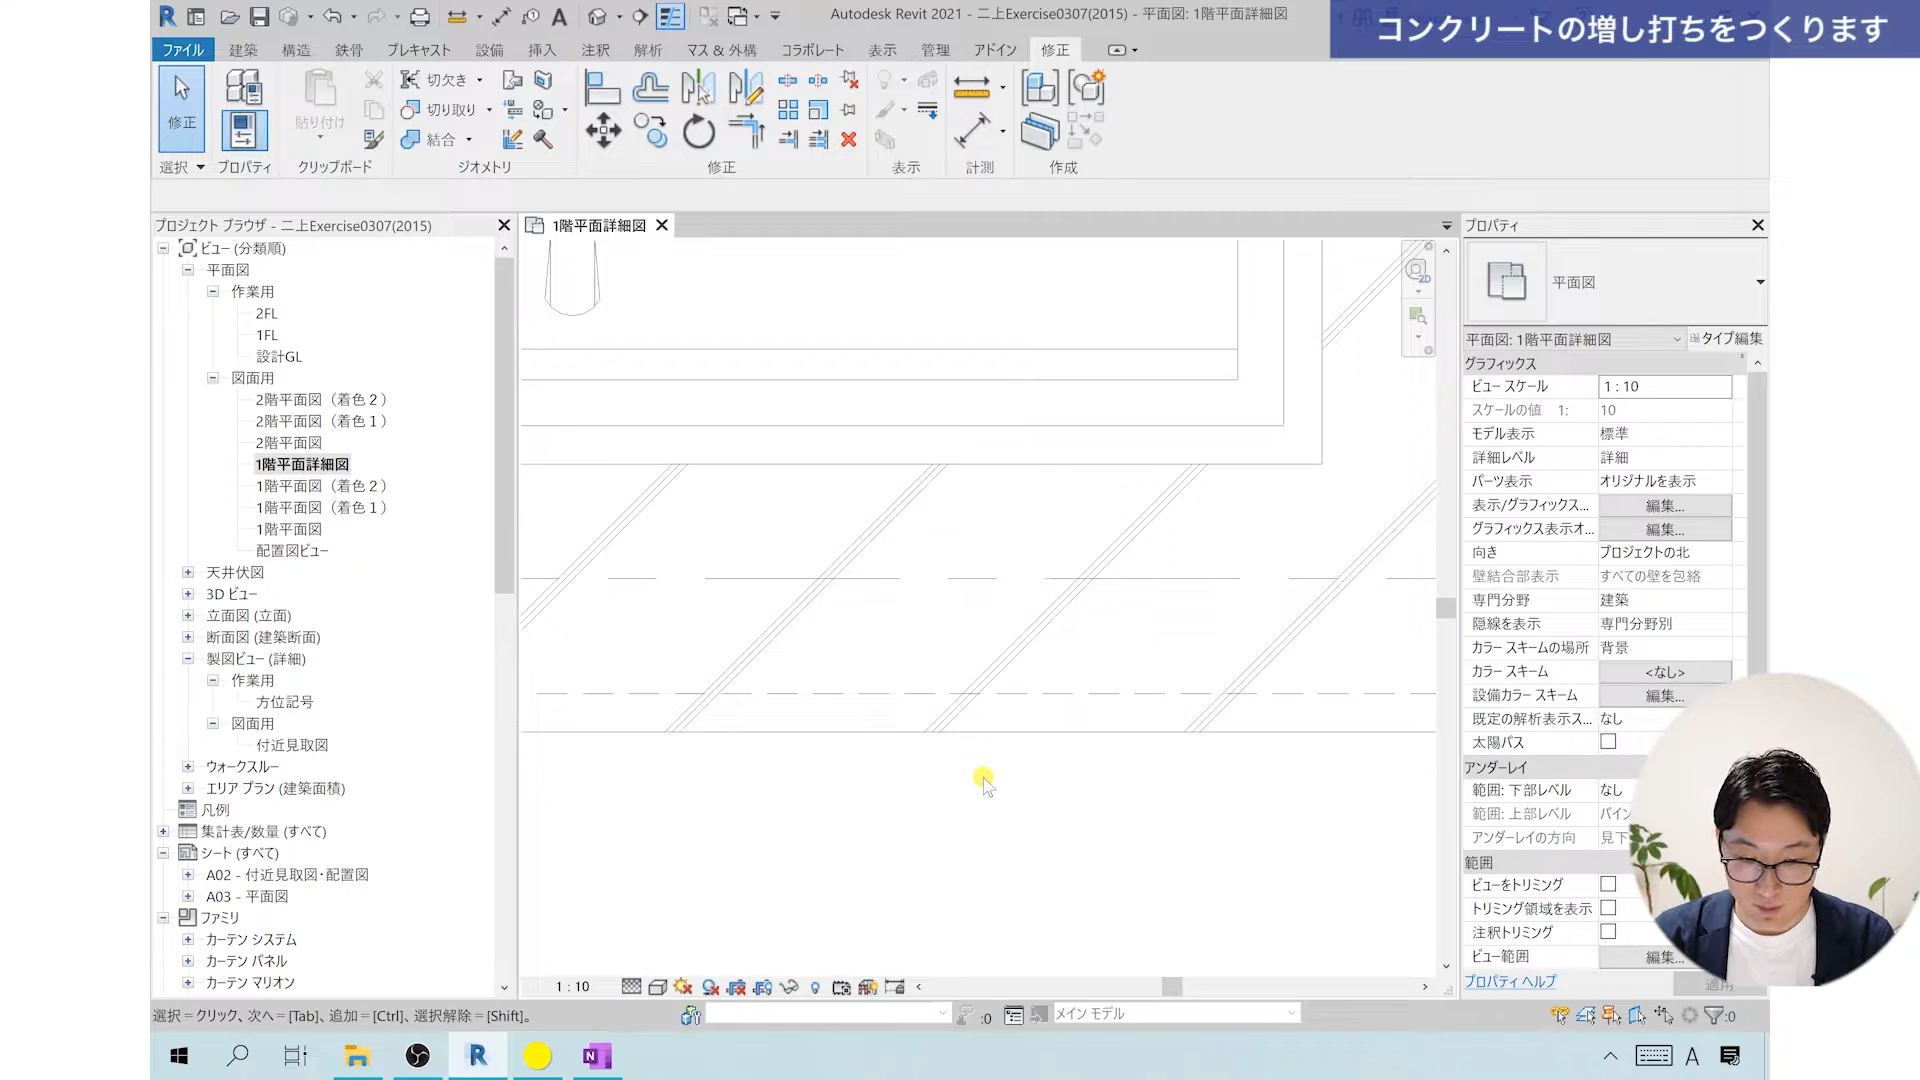 Autodesk Revit 2021 - 二上Exercise0307(2015) - 平面図: 1階平面詳細図
コンクリートの増し打ちをつくります
ファイル 建築 構造 鉄骨 プレキャスト 設備 挿入 注釈 解析 マス & 外構 コラボレート 表示 管理 アドイン 修正
修正
貼り付け
切欠き
切り取り
結合
選択 プロパティ クリップボード ジオメトリ 修正 表示 計測 作成
プロジェクト ブラウザ - 二上Exercise0307(2015)
ビュー (分類順)
平面図
作業用
2FL
1FL
設計GL
図面用
2階平面図（着色２）
2階平面図（着色１）
2階平面図
1階平面詳細図
1階平面図（着色２）
1階平面図（着色１）
1階平面図
配置図ビュー
天井伏図
3D ビュー
立面図 (立面)
断面図 (建築断面)
製図ビュー (詳細)
作業用
方位記号
図面用
付近見取図
ウォークスルー
エリア プラン (建築面積)
凡例
集計表/数量 (すべて)
シート (すべて)
A02 - 付近見取図・配置図
A03 - 平面図
ファミリ
カーテン システム
カーテン パネル
カーテン マリオン
1階平面詳細図
2D
1 : 10
プロパティ
平面図
平面図: 1階平面詳細図 タイプ編集
グラフィックス
ビュー スケール 1 : 10
スケールの値 1: 10
モデル表示 標準
詳細レベル 詳細
パーツ表示 オリジナルを表示
表示/グラフィックス... 編集...
グラフィックス表示オ... 編集...
向き プロジェクトの北
壁結合部表示 すべての壁を包絡
専門分野 建築
隠線を表示 専門分野別
カラー スキームの場所 背景
カラー スキーム <なし>
設備カラー スキーム 編集...
既定の解析表示ス... なし
太陽パス
アンダーレイ
範囲: 下部レベル なし
範囲: 上部レベル バイン
アンダーレイの方向 見下
範囲
ビューをトリミング
トリミング領域を表示
注釈トリミング
ビュー範囲 編集...
プロパティ ヘルプ 適用
選択＝クリック、次へ＝[Tab]、追加＝[Ctrl]、選択解除＝[Shift]。
:0
メイン モデル
:0
A